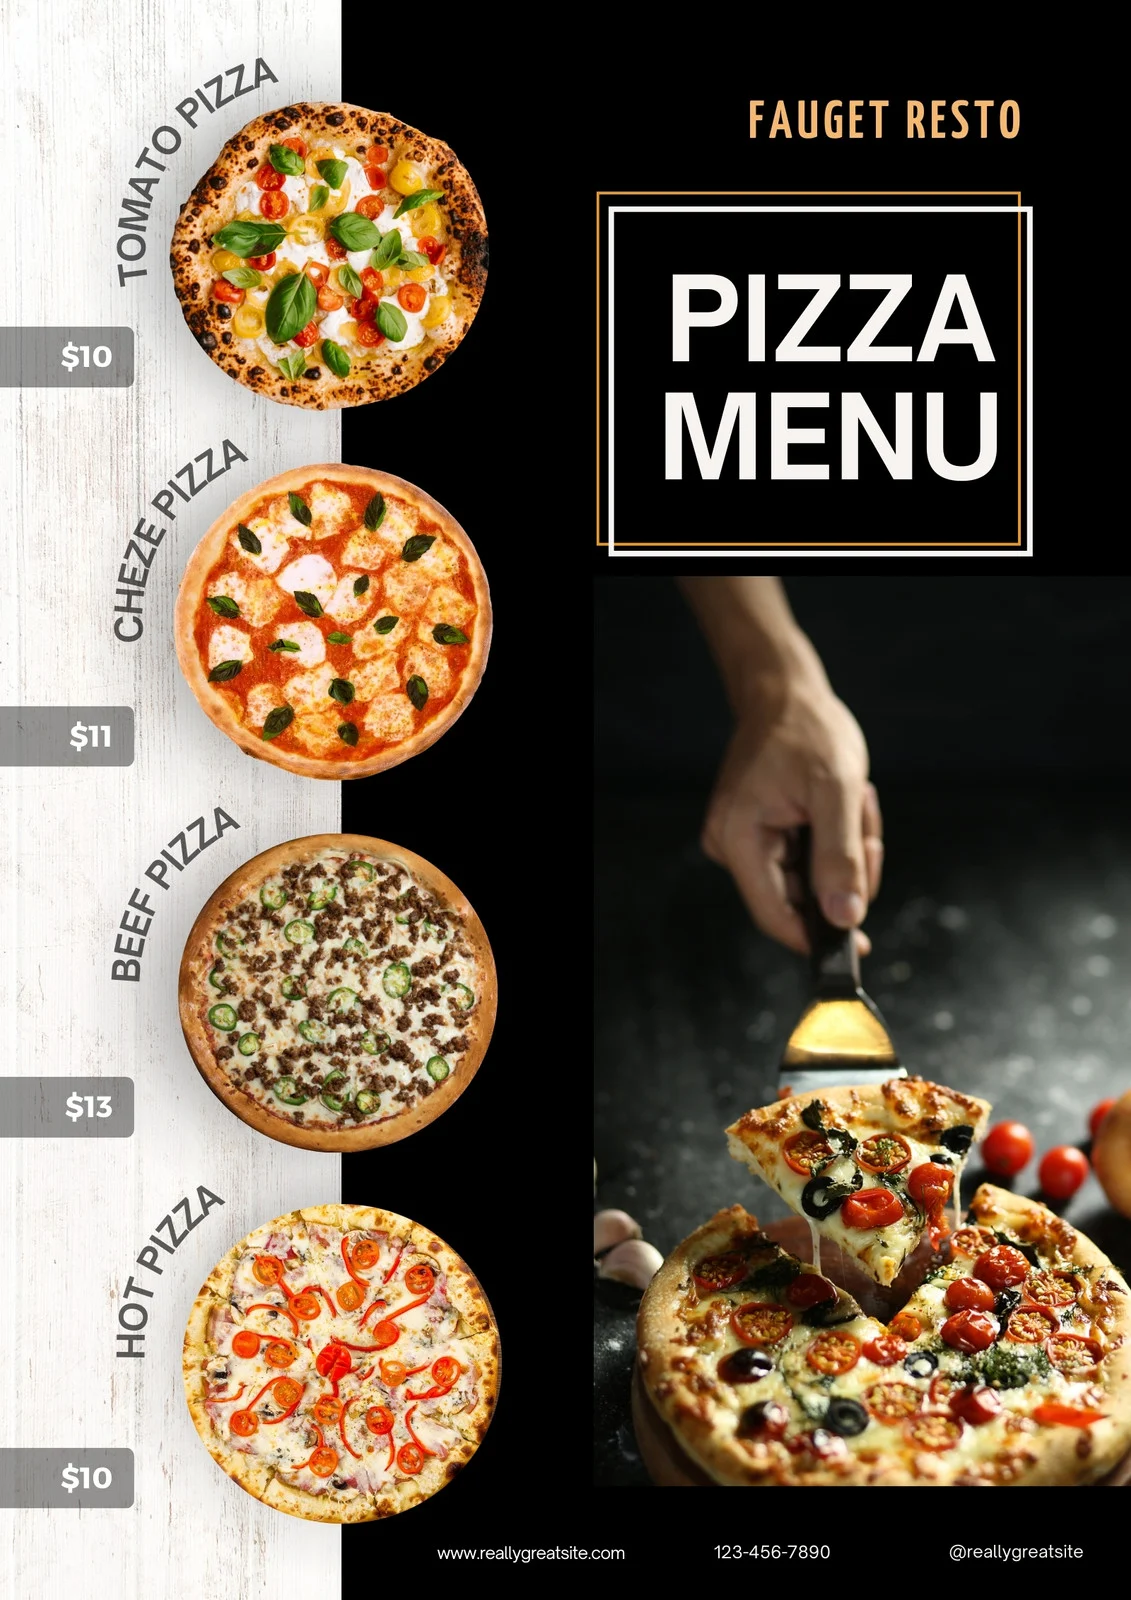 FAUGET RESTO
PIZZA
MENU
TOMATO PIZZA
$10
CHEZE PIZZA
$11
BEEF PIZZA
$13
HOT PIZZA
$10
www.reallygreatsite.com
123-456-7890
@reallygreatsite